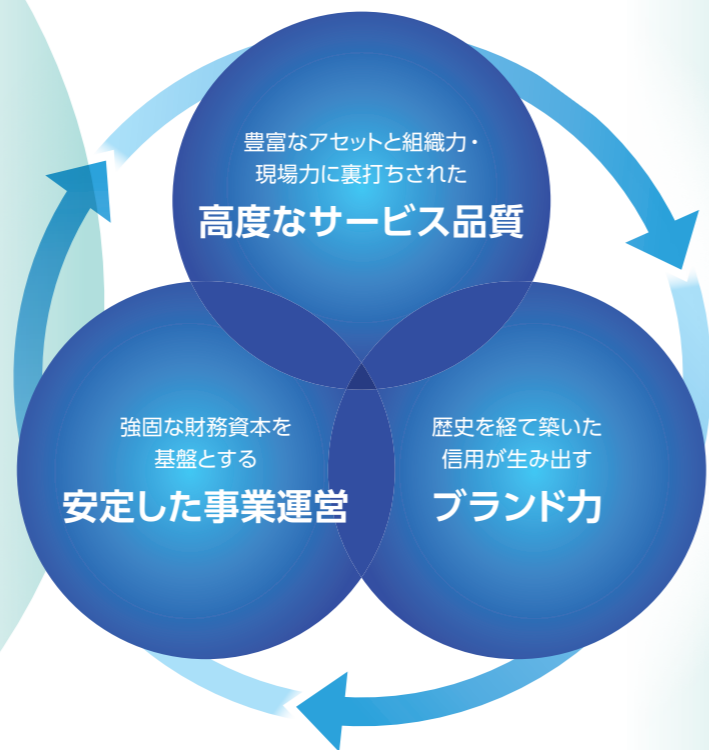 豊富なアセットと組織力・
現場力に裏打ちされた
高度なサービス品質
強固な財務資本を
基盤とする
安定した事業運営
歴史を経て築いた
信用が生み出す
ブランド力